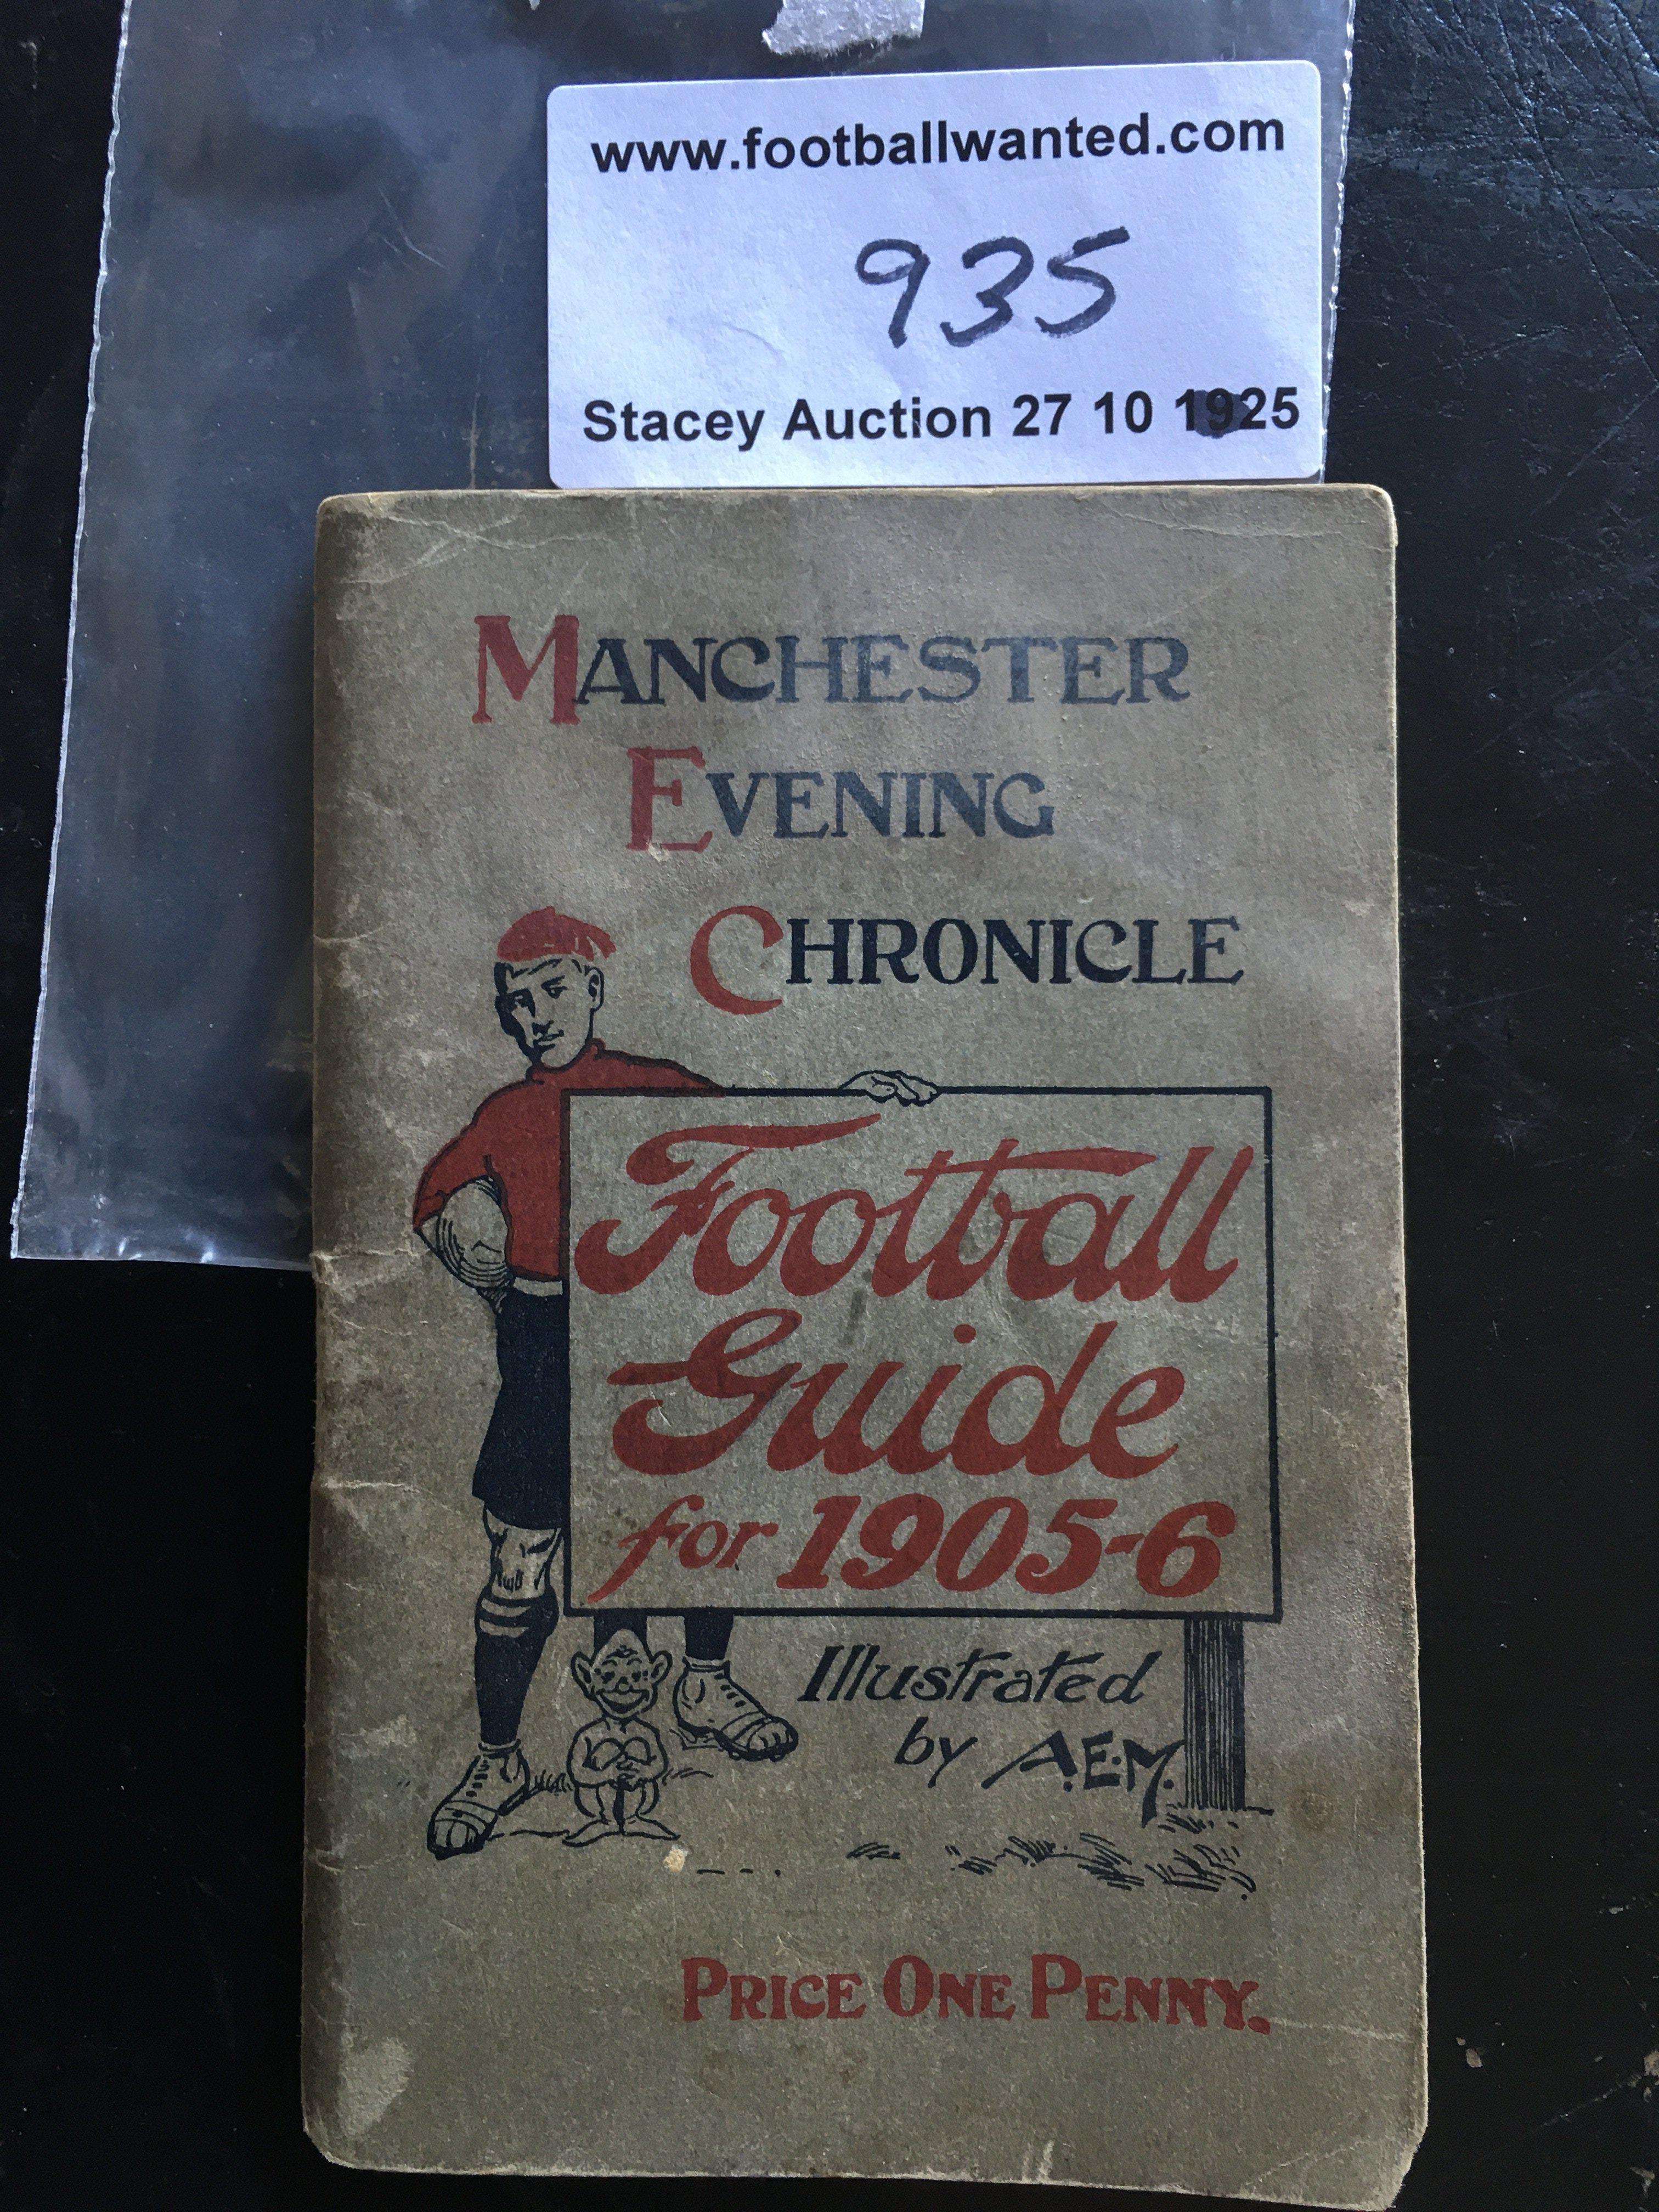 www.footballwanted.com
935
Stacey Auction 27 10 1925
MANCHESTER
EVENING
CHRONICLE
Football
Guide
for 1905-6
Illustrated
by A.E.M.
PRICE ONE PENNY.